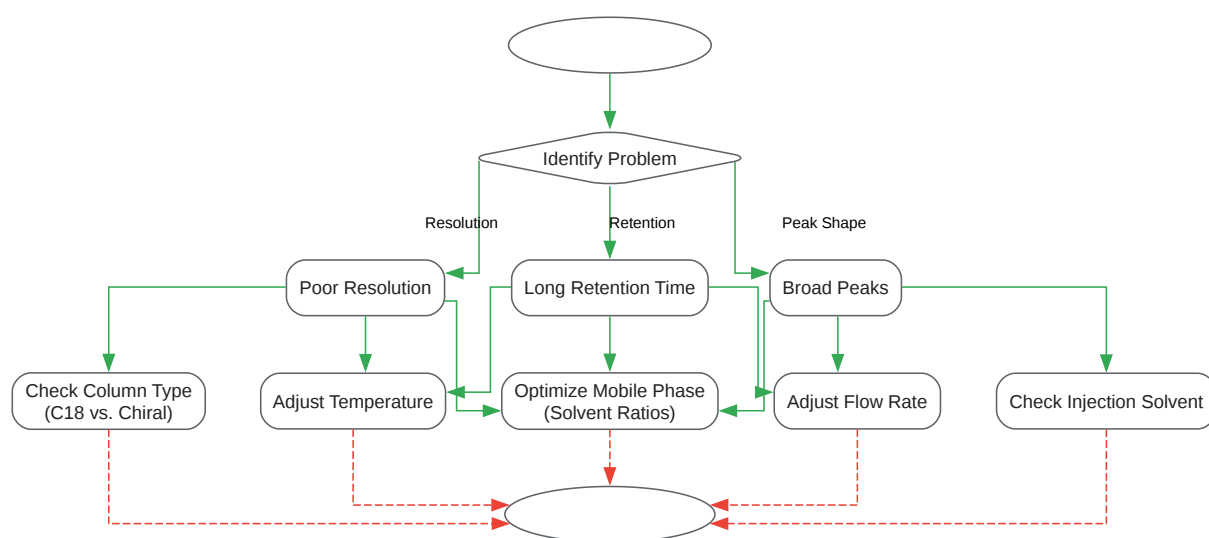 Identify Problem
Resolution
Retention
Peak Shape
Poor Resolution
Long Retention Time
Broad Peaks
Check Column Type
(C18 vs. Chiral)
Adjust Temperature
Optimize Mobile Phase
(Solvent Ratios)
Adjust Flow Rate
Check Injection Solvent